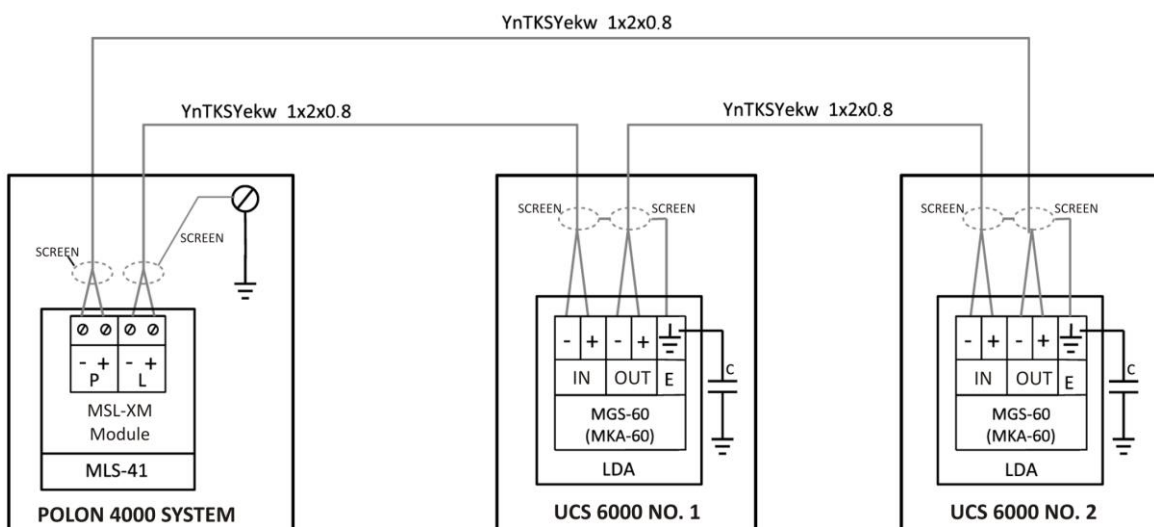 YnTKSYekw 1x2x0.8
YnTKSYekw 1x2x0.8
YnTKSYekw 1x2x0.8
SCREEN
SCREEN
SCREEN
SCREEN
SCREEN
SCREEN
- + - +
P L
MSL-XM
Module
MLS-41
POLON 4000 SYSTEM
- + - +
IN OUT E
C
MGS-60
(MKA-60)
LDA
UCS 6000 NO. 1
- + - +
IN OUT E
C
MGS-60
(MKA-60)
LDA
UCS 6000 NO. 2